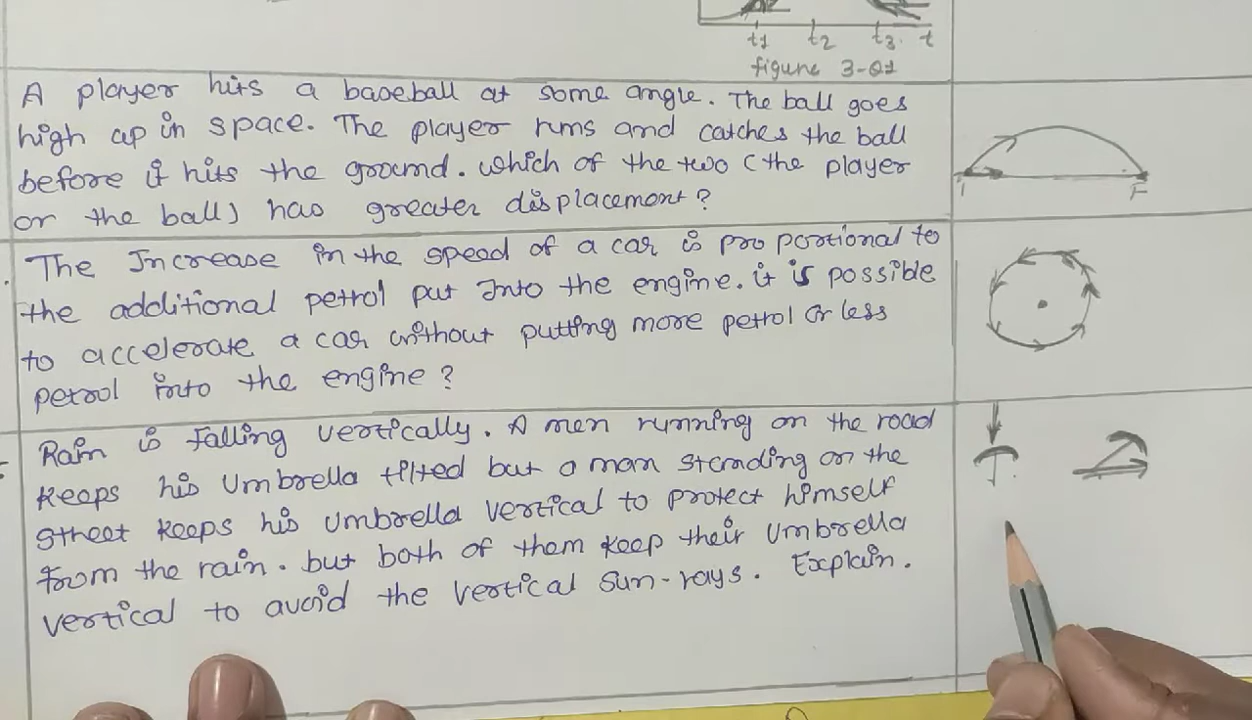 t1 t2 t3. t
figure 3-Q1
A player hits a baseball at some angle. The ball goes
high up in space. The player runs and catches the ball
before it hits the ground. which of the two (the player
or the ball) has greater displacement?
I F
The Increase in the speed of a car is proportional to
the additional petrol put Into the engine. it is possible
to accelerate a car without putting more petrol or less
petrol into the engine?
Rain is falling vertically. A men running on the road
keeps his Umbrella tilted but a man standing on the
street keeps his umbrella vertical to protect himself
from the rain. but both of them keep their Umbrella
vertical to avoid the vertical Sun-rays. Explain.